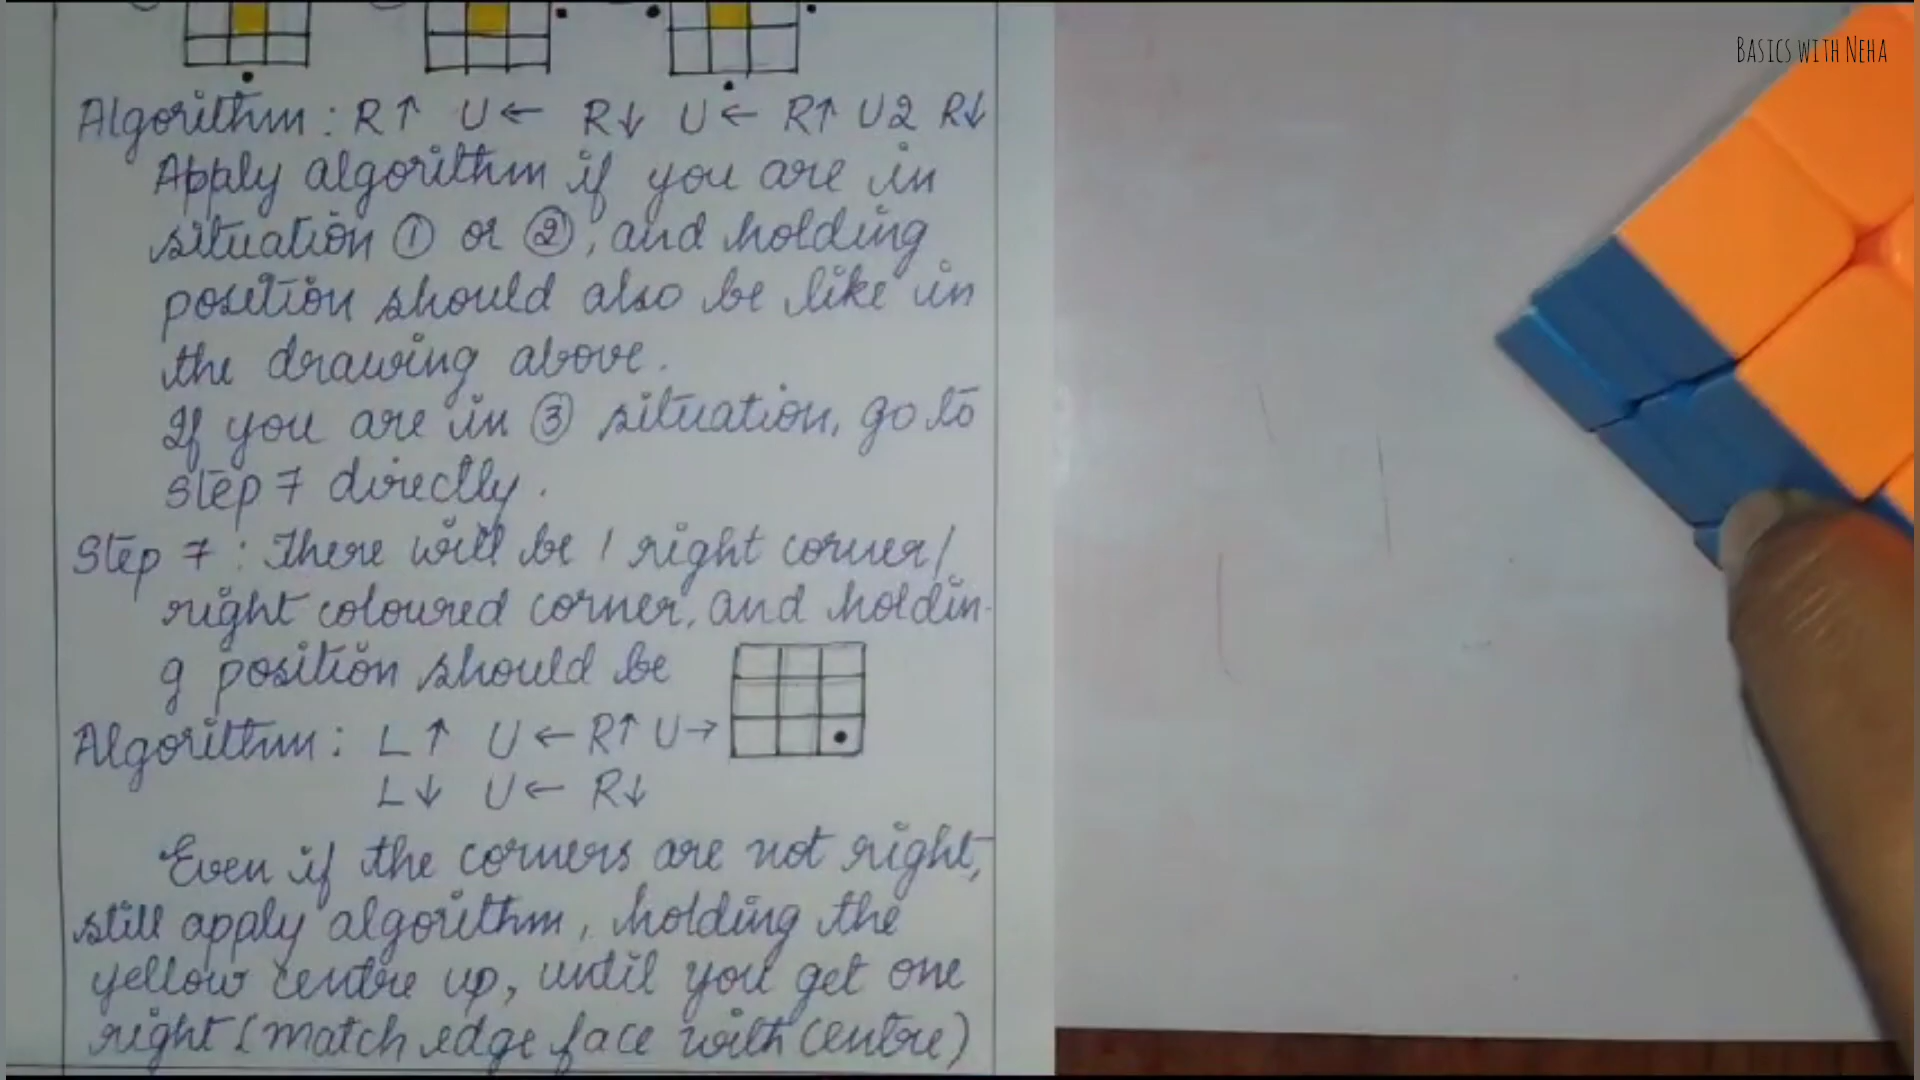 BASICS WITH NEHA
Algorithm : R↑ U← R↓ U← R↑ U2 R↓
Apply algorithm if you are in
situation ① or ②, and holding
position should also be like in
the drawing above.
If you are in ③ situation, go to
step 7 directly.
Step 7 : There will be 1 right corner/
right coloured corner, and holdin-
g position should be
Algorithm : L↑ U← R↑ U→
L↓ U← R↓
Even if the corners are not right,
still apply algorithm, holding the
yellow centre up, until you get one
right (match edge face with centre)